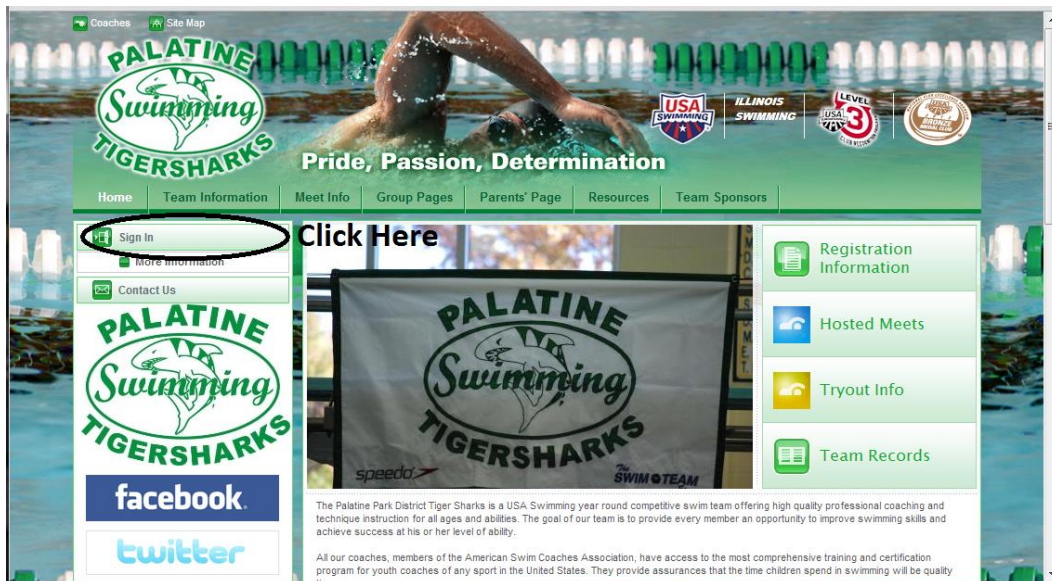 Coaches
Site Map
PALATINE
Swimming
TIGERSHARKS
Pride, Passion, Determination
USA
SWIMMING
ILLINOIS
SWIMMING
LEVEL
USA
3
BRONZE
MEDAL CLUB
Home
Team Information
Meet Info
Group Pages
Parents' Page
Resources
Team Sponsors
Sign In
Click Here
More Information
Contact Us
PALATINE
Swimming
TIGERSHARKS
facebook
twitter
PALATINE
Swimming
TIGERSHARKS
speedo
The
SWIM TEAM
Registration
Information
Hosted Meets
Tryout Info
Team Records
The Palatine Park District Tiger Sharks is a USA Swimming year round competitive swim team offering high quality professional coaching and
technique instruction for all ages and abilities. The goal of our team is to provide every member an opportunity to improve swimming skills and
achieve success at his or her level of ability.
All our coaches, members of the American Swim Coaches Association, have access to the most comprehensive training and certification
program for youth coaches of any sport in the United States. They provide assurances that the time children spend in swimming will be quality